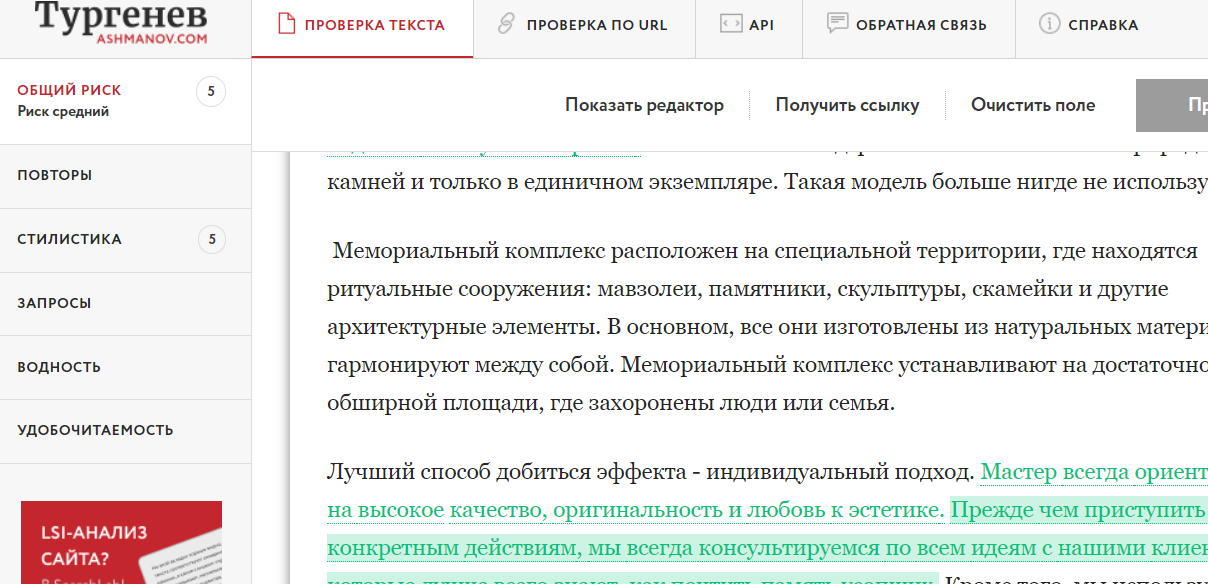 Тургенев
ASHMANOV.COM
ПРОВЕРКА ТЕКСТА
ПРОВЕРКА ПО URL
API
ОБРАТНАЯ СВЯЗЬ
СПРАВКА
ОБЩИЙ РИСК
5
Риск средний
Показать редактор
Получить ссылку
Очистить поле
ПОВТОРЫ
СТИЛИСТИКА
5
ЗАПРОСЫ
ВОДНОСТЬ
УДОБОЧИТАЕМОСТЬ
LSI-АНАЛИЗ
САЙТА?
камней и только в единичном экземпляре. Такая модель больше нигде не использу
Мемориальный комплекс расположен на специальной территории, где находятся
ритуальные сооружения: мавзолеи, памятники, скульптуры, скамейки и другие
архитектурные элементы. В основном, все они изготовлены из натуральных матери
гармонируют между собой. Мемориальный комплекс устанавливают на достаточно
обширной площади, где захоронены люди или семья.
Лучший способ добиться эффекта - индивидуальный подход. Мастер всегда ориент
на высокое качество, оригинальность и любовь к эстетике. Прежде чем приступить
конкретным действиям, мы всегда консультируемся по всем идеям с нашими клиен